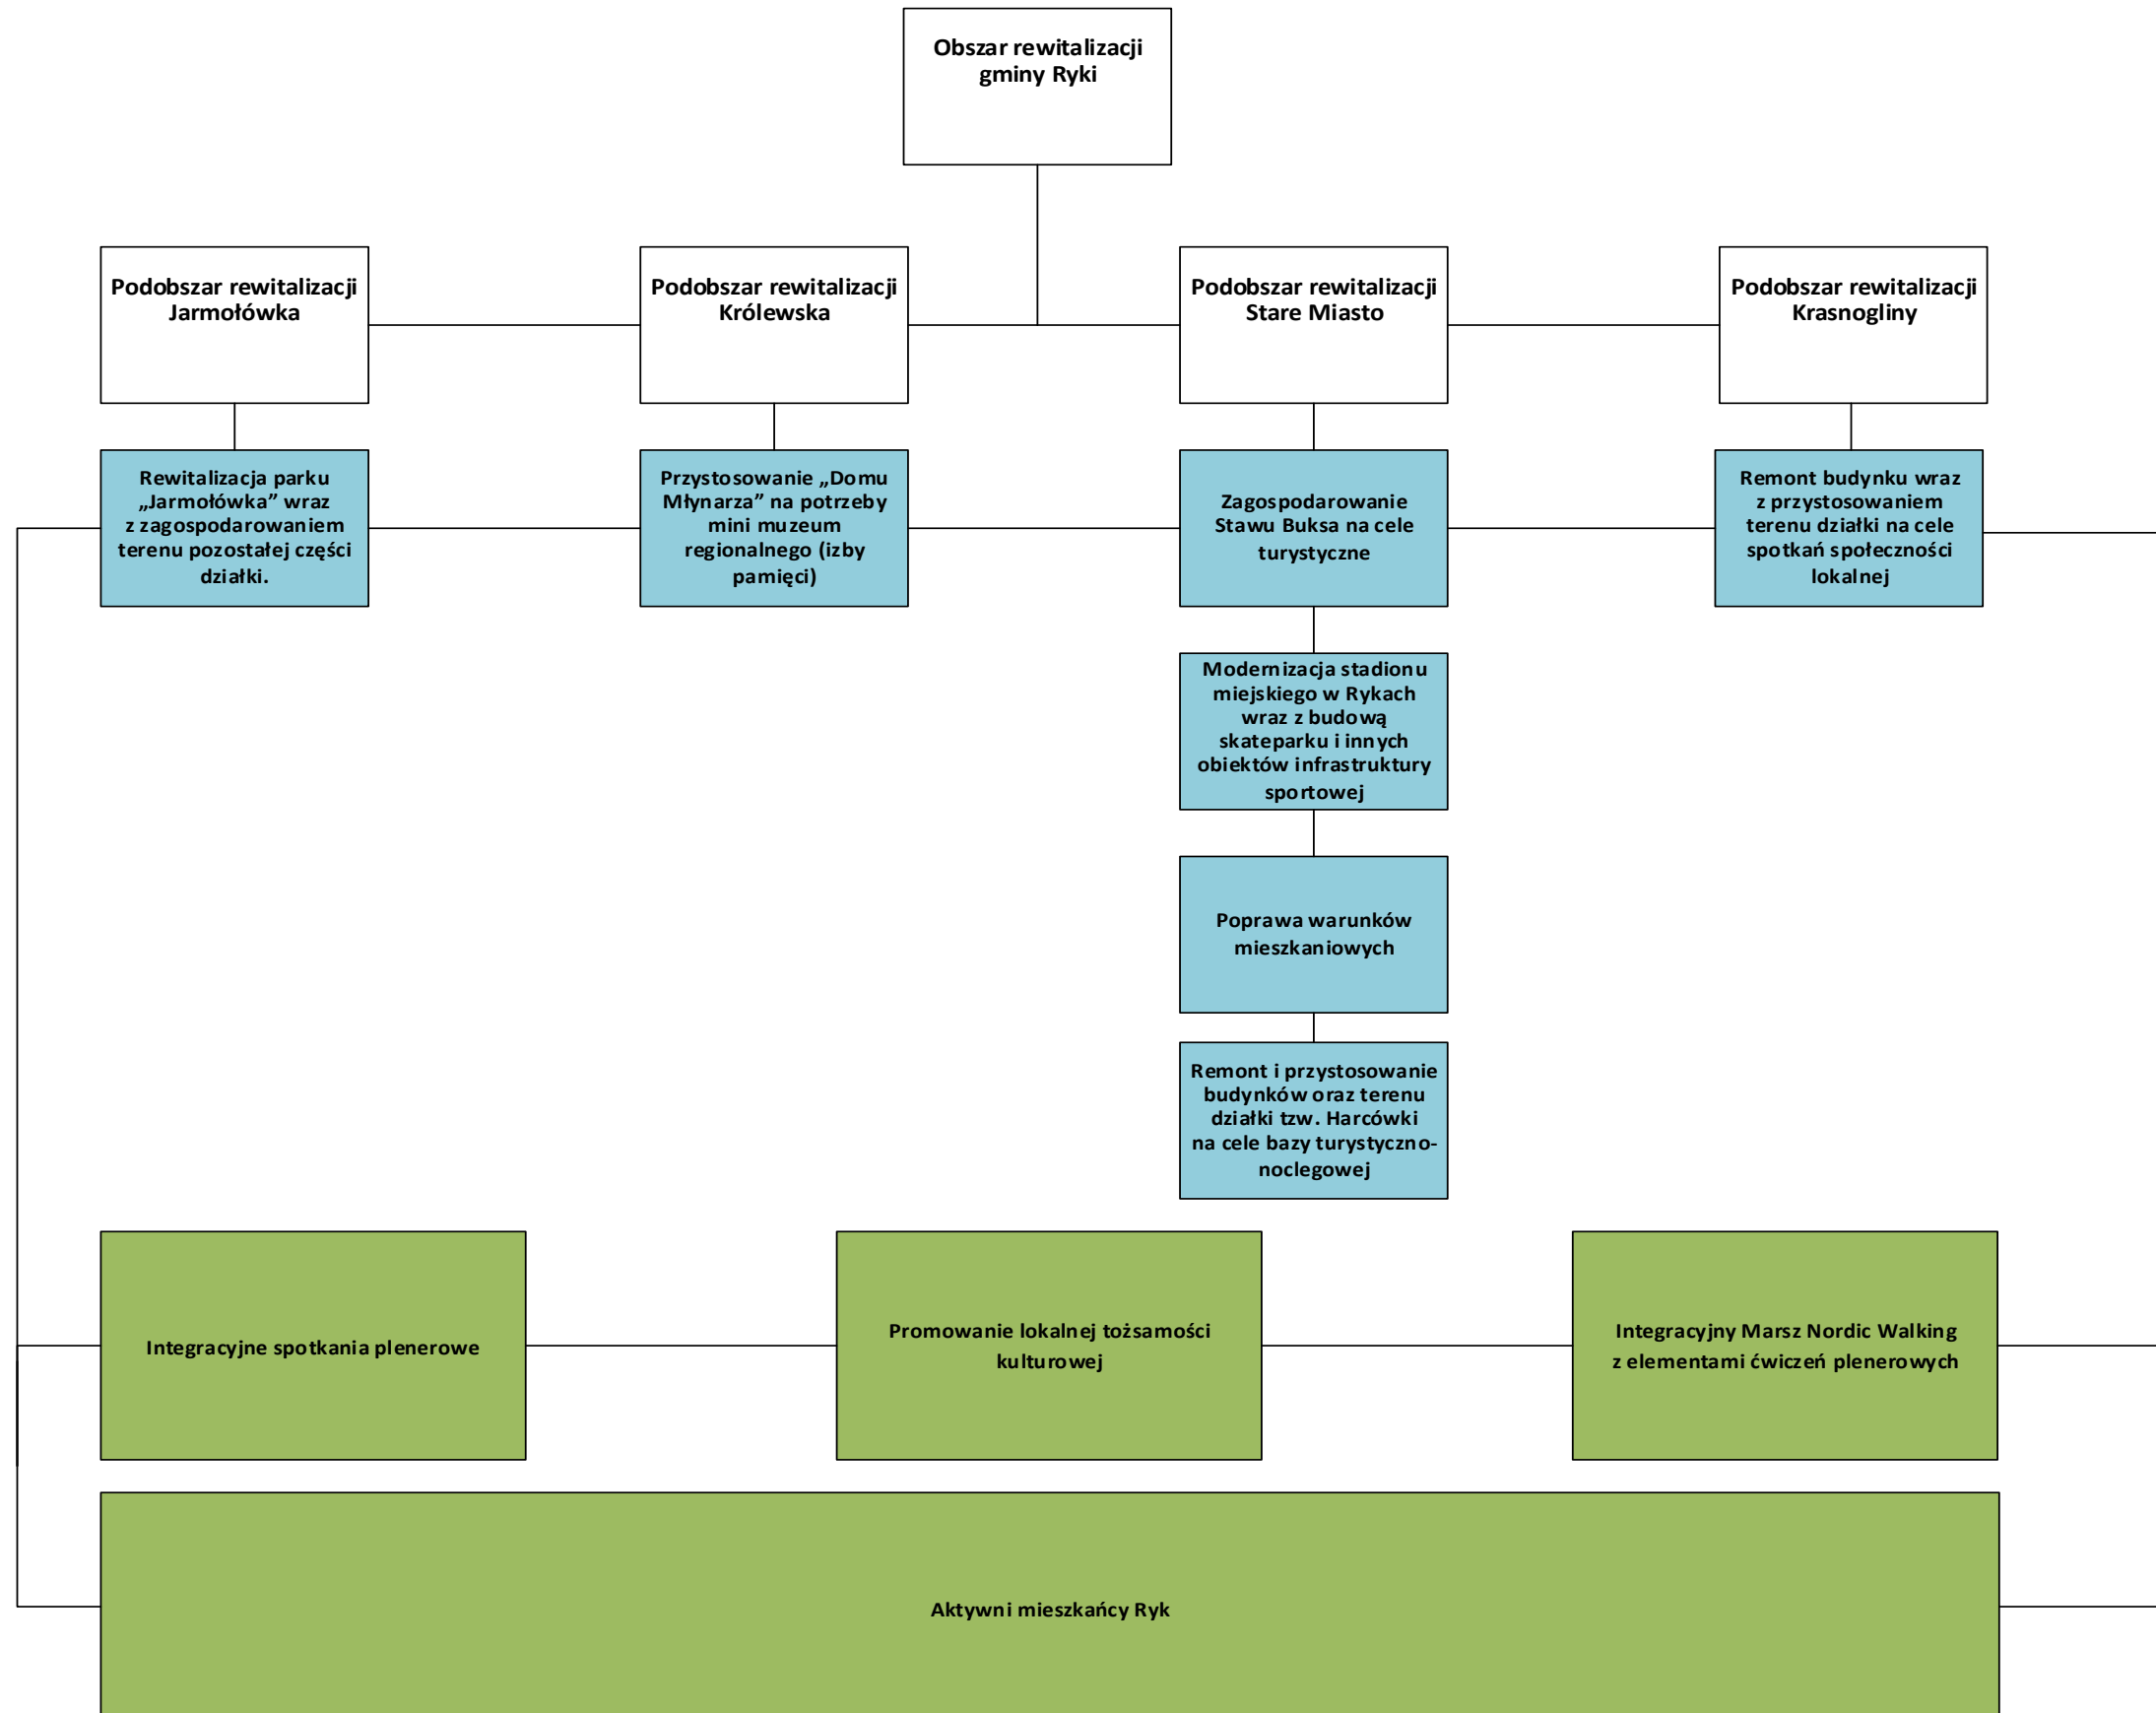 Obszar rewitalizacji
gminy Ryki
Podobszar rewitalizacji
Jarmołówka
Podobszar rewitalizacji
Królewska
Podobszar rewitalizacji
Stare Miasto
Podobszar rewitalizacji
Krasnogliny
Rewitalizacja parku
„Jarmołówka” wraz
z zagospodarowaniem
terenu pozostałej części
działki.
Przystosowanie „Domu
Młynarza” na potrzeby
mini muzeum
regionalnego (izby
pamięci)
Zagospodarowanie
Stawu Buksa na cele
turystyczne
Remont budynku wraz
z przystosowaniem
terenu działki na cele
spotkań społeczności
lokalnej
Modernizacja stadionu
miejskiego w Rykach
wraz z budową
skateparku i innych
obiektów infrastruktury
sportowej
Poprawa warunków
mieszkaniowych
Remont i przystosowanie
budynków oraz terenu
działki tzw. Harcówki
na cele bazy turystyczno-
noclegowej
Integracyjne spotkania plenerowe
Promowanie lokalnej tożsamości
kulturowej
Integracyjny Marsz Nordic Walking
z elementami ćwiczeń plenerowych
Aktywni mieszkańcy Ryk